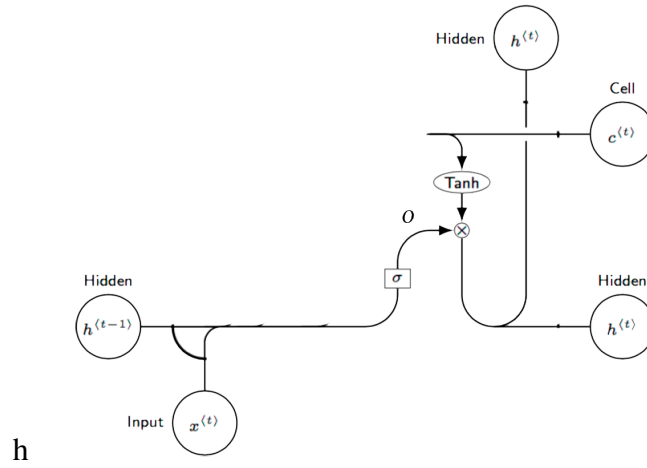 Hidden h⟨t⟩
Cell
c⟨t⟩
Tanh
O
⊗
σ
Hidden
h⟨t−1⟩
Hidden
h⟨t⟩
Input x⟨t⟩
h